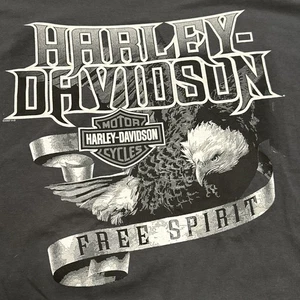 HARLEY-
DAVIDSON
MOTOR
HARLEY-DAVIDSON
CYCLES
FREE SPIRIT